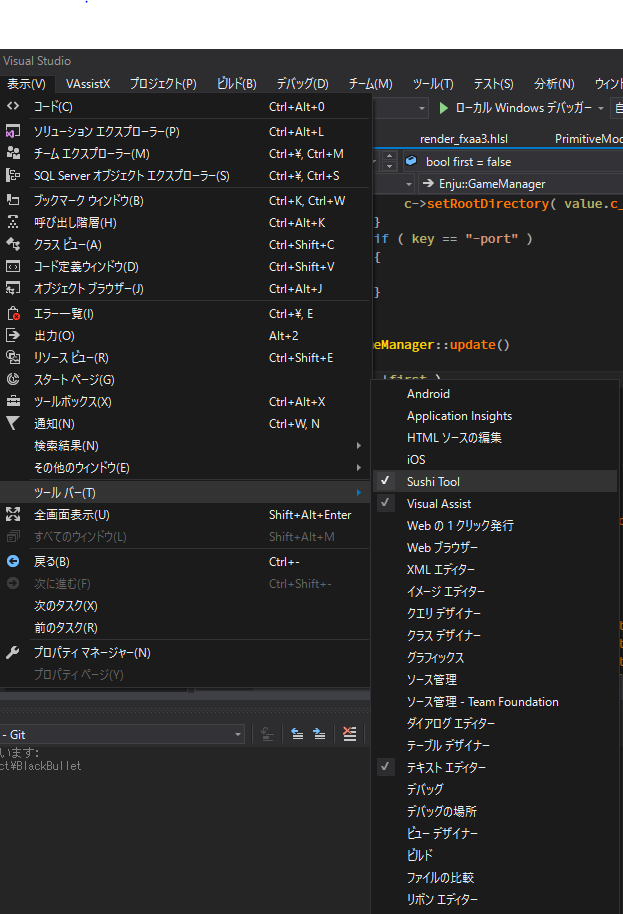 Visual Studio
表示(V) VAssistX プロジェクト(P) ビルド(B) デバッグ(D) チーム(M) ツール(T) テスト(S) 分析(N) ウィント
コード(C) Ctrl+Alt+0
ソリューション エクスプローラー(P) Ctrl+Alt+L
チーム エクスプローラー(M) Ctrl+¥, Ctrl+M
SQL Server オブジェクト エクスプローラー(S) Ctrl+¥, Ctrl+S
ブックマーク ウィンドウ(B) Ctrl+K, Ctrl+W
呼び出し階層(H) Ctrl+Alt+K
クラス ビュー(A) Ctrl+Shift+C
コード定義ウィンドウ(D) Ctrl+Shift+V
オブジェクト ブラウザー(J) Ctrl+Alt+J
エラー一覧(I) Ctrl+¥, E
出力(O) Alt+2
リソース ビュー(R) Ctrl+Shift+E
スタート ページ(G)
ツールボックス(X) Ctrl+Alt+X
通知(N) Ctrl+W, N
検索結果(N)
その他のウィンドウ(E)
ツール バー(T)
全画面表示(U) Shift+Alt+Enter
すべてのウィンドウ(L) Shift+Alt+M
戻る(B) Ctrl+-
次に進む(F) Ctrl+Shift+-
次のタスク(X)
前のタスク(R)
プロパティ マネージャー(N)
プロパティ ページ(Y)
ローカル Windows デバッガー
render_fxaa3.hlsl PrimitiveMod
bool first = false
Enju::GameManager
c->setRootDirectory( value.c_
}
if ( key == "-port" )
{
}
eManager::update()
!first )
Android
Application Insights
HTML ソースの編集
iOS
Sushi Tool
Visual Assist
Web の 1 クリック発行
Web ブラウザー
XML エディター
イメージ エディター
クエリ デザイナー
クラス デザイナー
グラフィックス
ソース管理
ソース管理 - Team Foundation
ダイアログ エディター
テーブル デザイナー
テキスト エディター
デバッグ
デバッグの場所
ビュー デザイナー
ビルド
ファイルの比較
リボン エディター
- Git
います:
ct¥BlackBullet